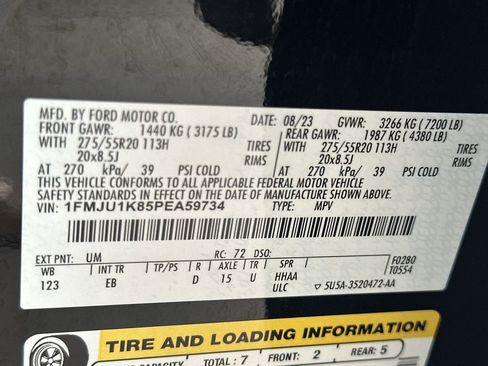 MFD. BY FORD MOTOR CO.
DATE: 08/23 GVWR: 3266 KG ( 7200 LB)
FRONT GAWR: 1440 KG ( 3175 LB) REAR GAWR: 1987 KG ( 4380 LB)
WITH 275/55R20 113H TIRES WITH 275/55R20 113H TIRES
20x8.5J RIMS 20x8.5J RIMS
AT 270 kPa/ 39 PSI COLD AT 270 kPa/ 39 PSI COLD
THIS VEHICLE CONFORMS TO ALL APPLICABLE FEDERAL MOTOR VEHICLE
SAFETY STANDARDS IN EFFECT ON THE DATE OF MANUFACTURE SHOWN ABOVE.
VIN: 1FMJU1K85PEA59734 TYPE: MPV
EXT PNT: UM RC: 72 DSO: F0280
WB INT TR TP/PS R AXLE TR SPR T0554
123 EB D 15 U HHAA
ULC 5U5A-3520472-AA
TIRE AND LOADING INFORMATION
CAPACITY TOTAL : 7 FRONT: 2 REAR: 5